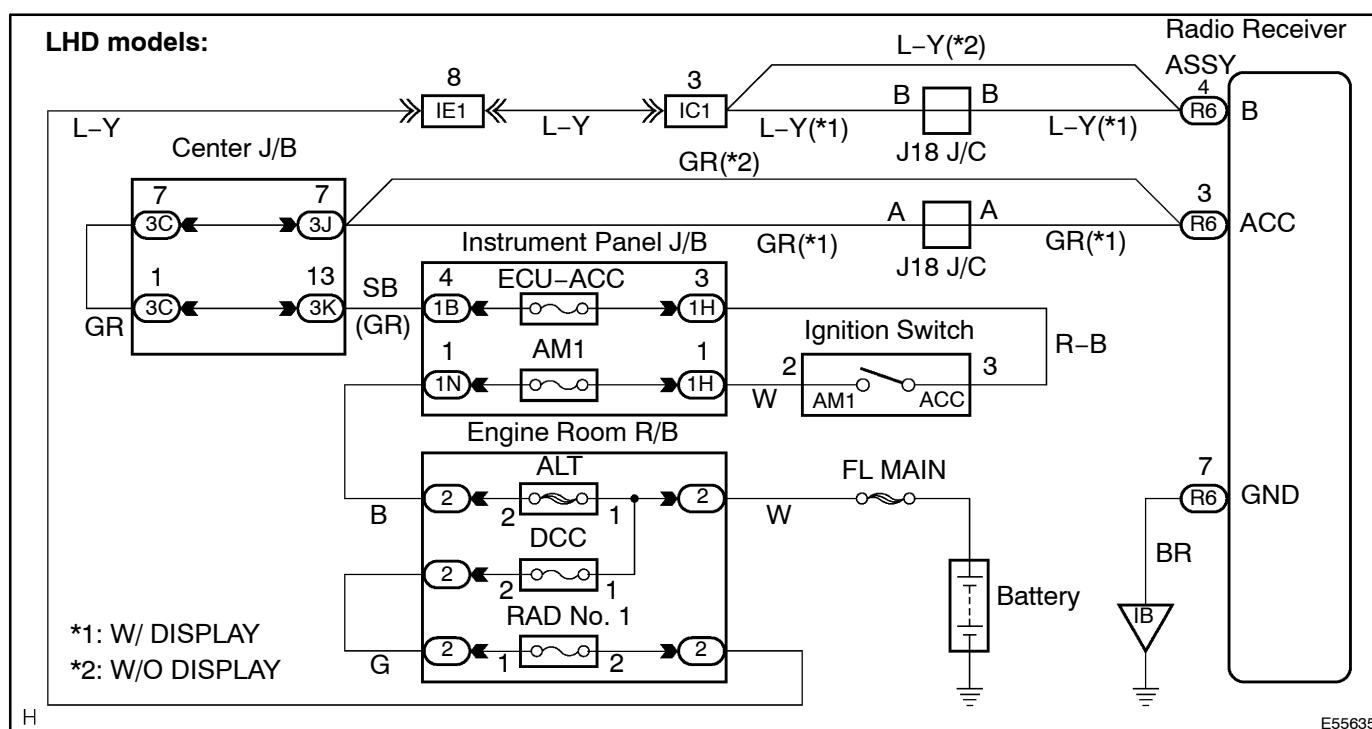 LHD models:
Radio Receiver
ASSY
L–Y(*2)
8
3
4
IE1
IC1
B
B
R6
B
L–Y
L–Y
L–Y(*1)
L–Y(*1)
J18 J/C
Center J/B
GR(*2)
7
7
3
3C
3J
A
A
R6
ACC
GR(*1)
GR(*1)
J18 J/C
Instrument Panel J/B
1
13
SB
4
ECU–ACC
3
3C
3K
(GR)
1B
1H
GR
Ignition Switch
R–B
1
AM1
1
2
3
1N
1H
W
AM1
ACC
Engine Room R/B
ALT
FL MAIN
7
2
2
R6
GND
B
2
1
W
DCC
BR
2
2
1
Battery
IB
RAD No. 1
*1: W/ DISPLAY
2
2
G
1
2
*2: W/O DISPLAY
H
E55635